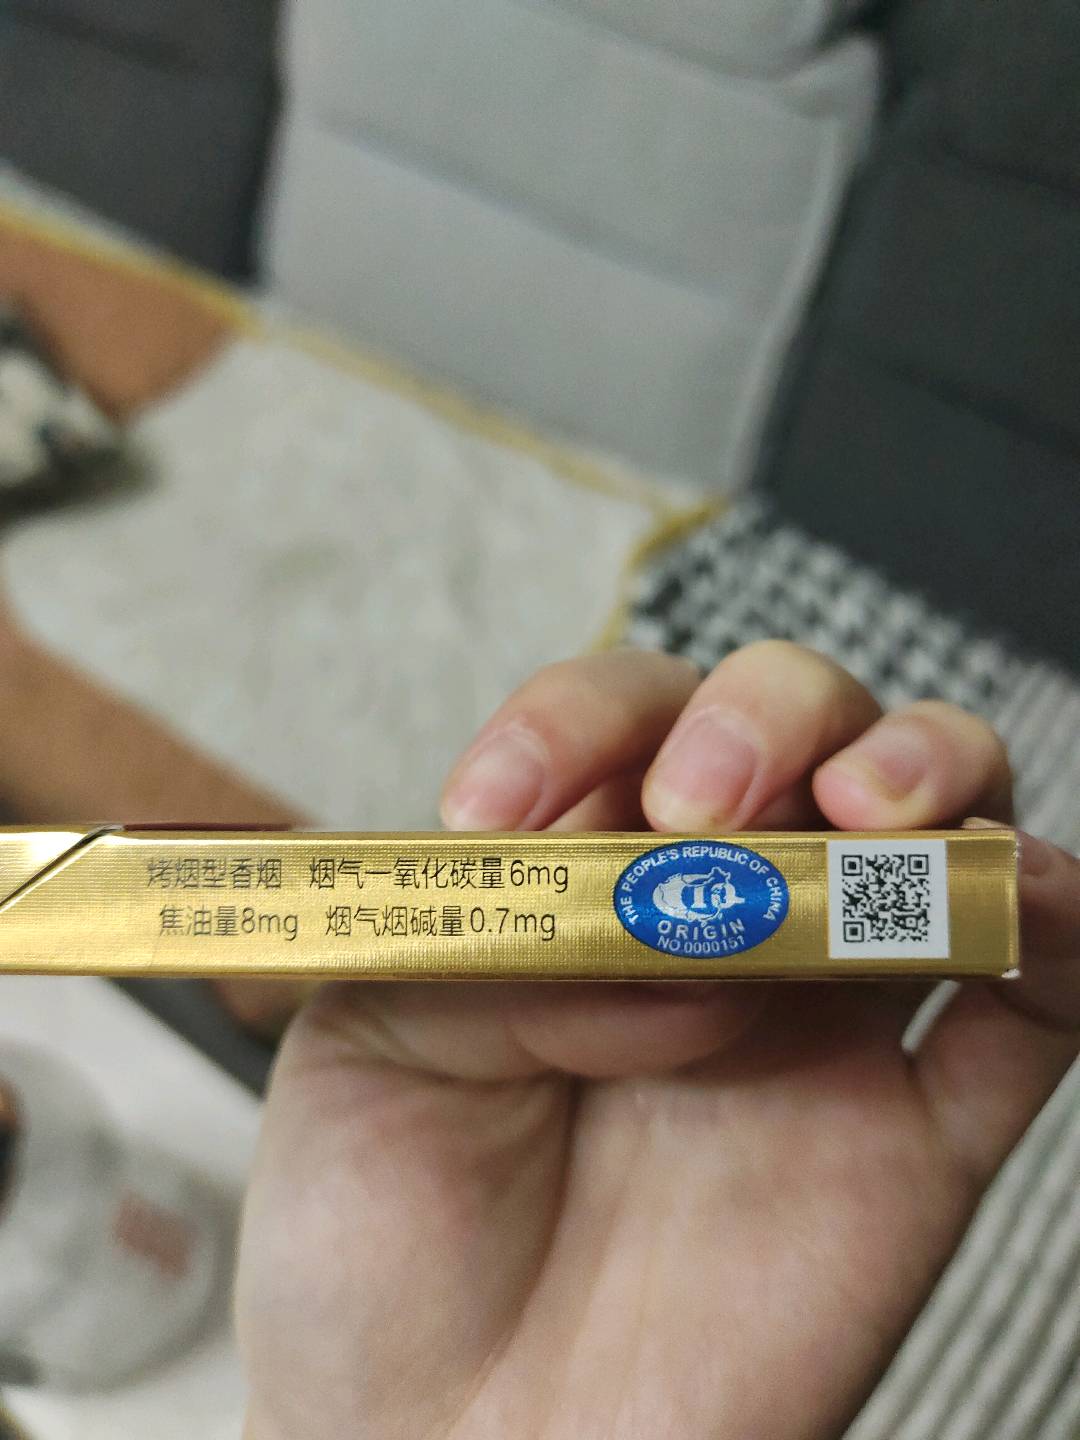 烤烟型香烟 烟气一氧化碳量6mg
焦油量8mg 烟气烟碱量0.7mg
THE PEOPLE'S REPUBLIC OF CHINA
ORIGIN
NO.0000151